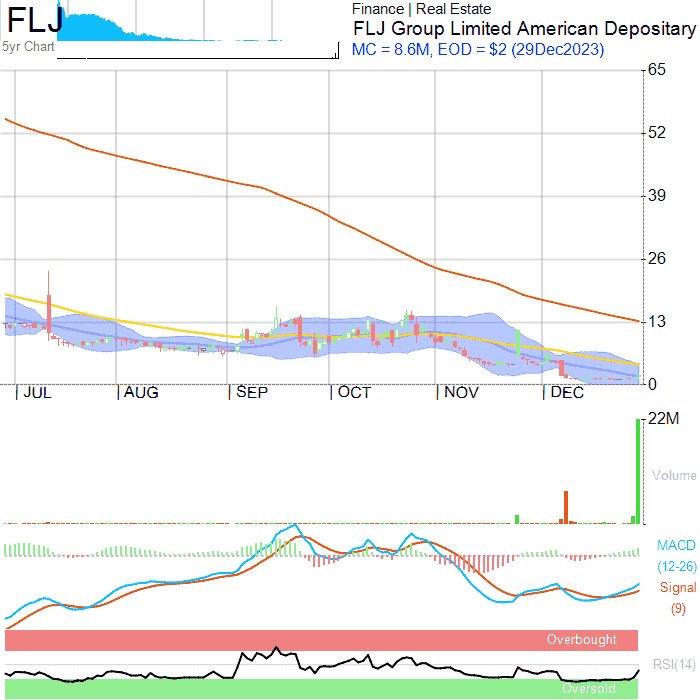 FLJ
5yr Chart
Finance | Real Estate
FLJ Group Limited American Depositary
MC = 8.6M, EOD = $2 (29Dec2023)
65
52
39
26
13
0
|JUL |AUG |SEP |OCT |NOV |DEC
22M
Volume
MACD
(12-26)
Signal
(9)
Overbought
RSI(14)
Oversold